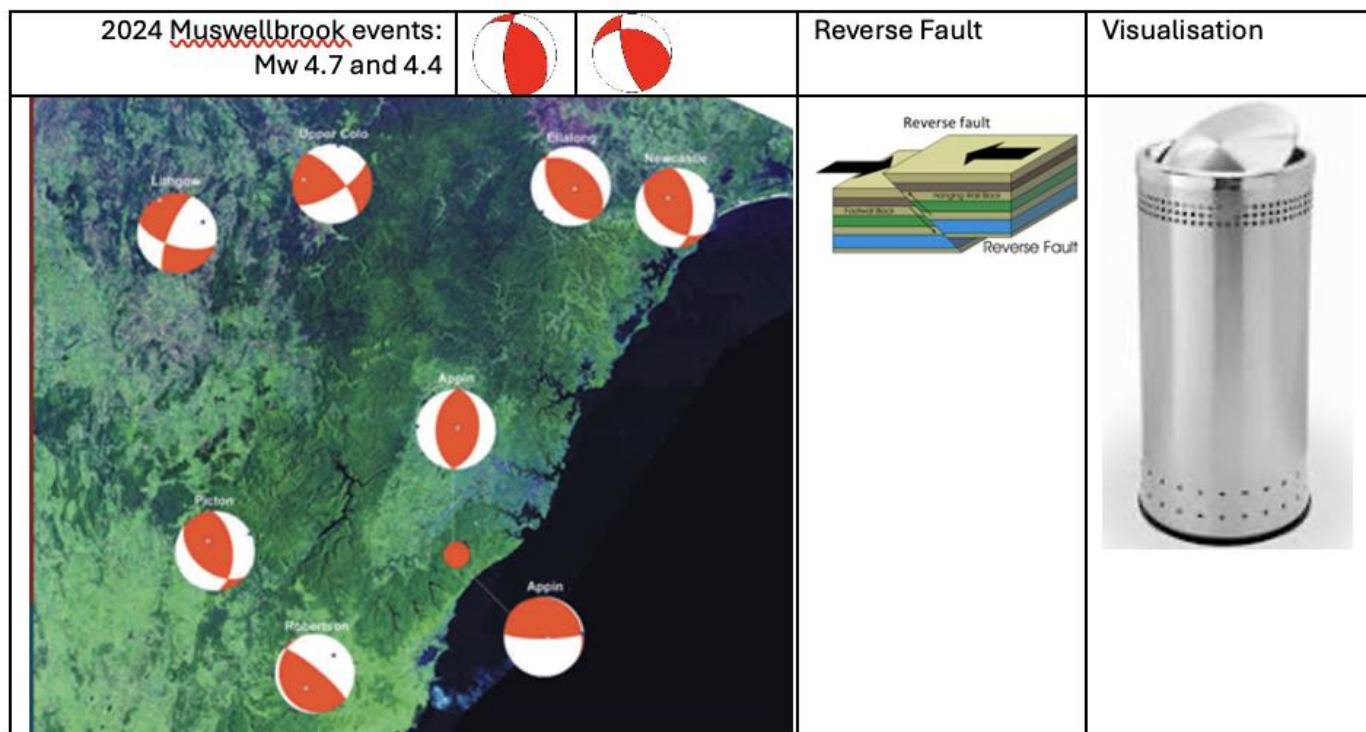 2024 Muswellbrook events:
Mw 4.7 and 4.4
Reverse Fault
Visualisation
Upper Colo
Ellalong
Newcastle
Lithgow
Appin
Picton
Appin
Robertson
Reverse fault
Hanging Wall Block
Footwall Block
Reverse Fault